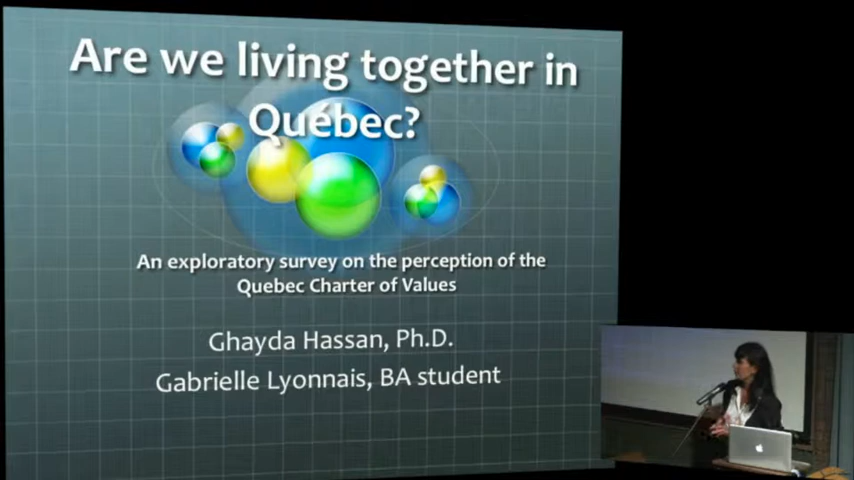 Are we living together in
Québec?
An exploratory survey on the perception of the
Quebec Charter of Values
Ghayda Hassan, Ph.D.
Gabrielle Lyonnais, BA student